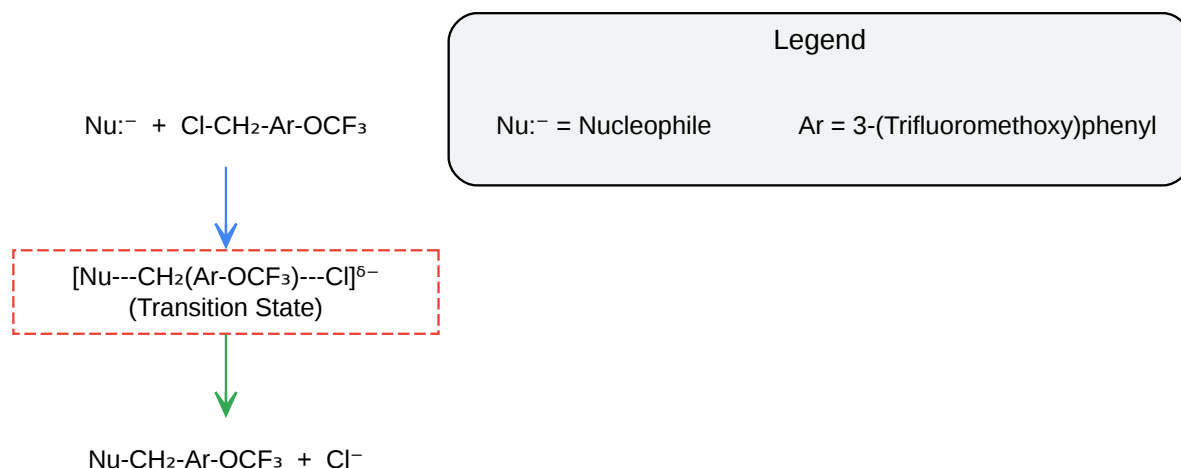 Legend
Nu:⁻ + Cl-CH₂-Ar-OCF₃
Nu:⁻ = Nucleophile
Ar = 3-(Trifluoromethoxy)phenyl
[Nu---CH₂(Ar-OCF₃)---Cl]ᵟ⁻
(Transition State)
Nu-CH₂-Ar-OCF₃ + Cl⁻